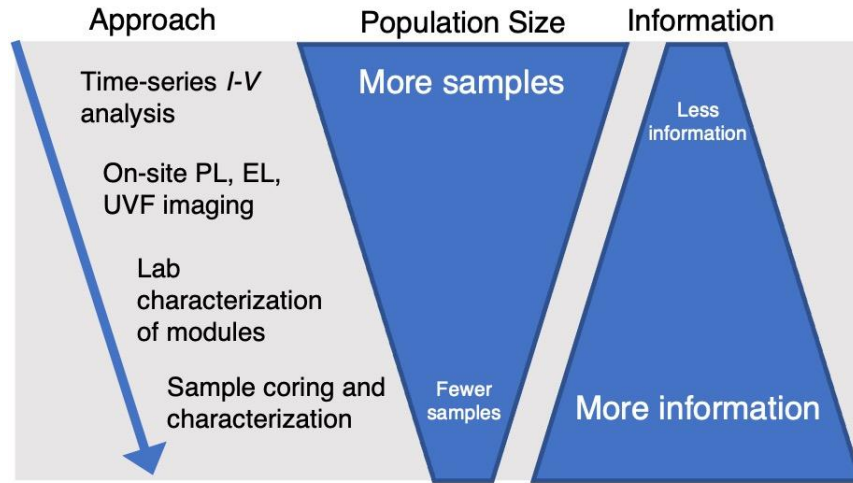 Approach
Population Size
Information
Time-series I-V
analysis
More samples
Less
information
On-site PL, EL,
UVF imaging
Lab
characterization
of modules
Sample coring and
characterization
Fewer
samples
More information